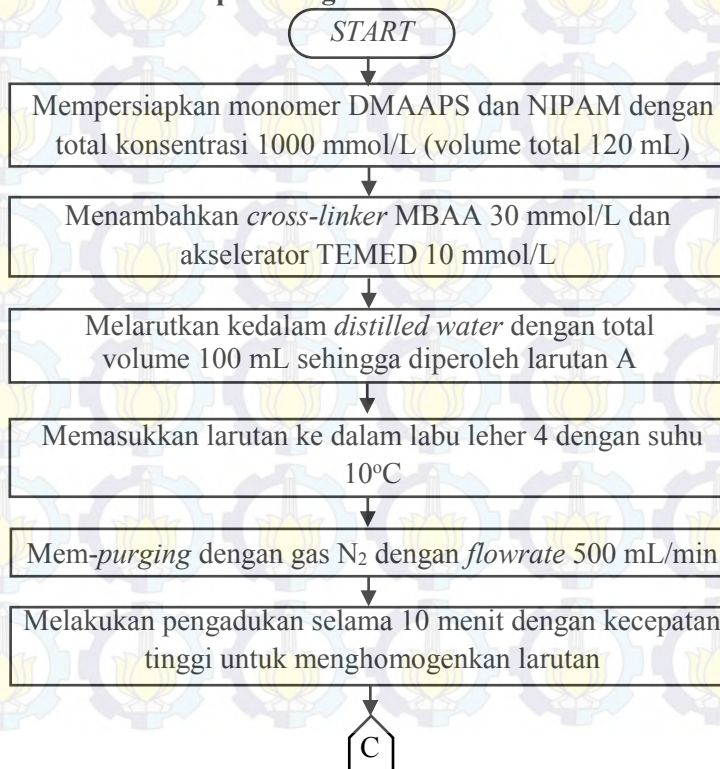 START
Mempersiapkan monomer DMAAPS dan NIPAM dengan
total konsentrasi 1000 mmol/L (volume total 120 mL)
Menambahkan cross-linker MBAA 30 mmol/L dan
akselerator TEMED 10 mmol/L
Melarutkan kedalam distilled water dengan total
volume 100 mL sehingga diperoleh larutan A
Memasukkan larutan ke dalam labu leher 4 dengan suhu
10°C
Mem-purging dengan gas N₂ dengan flowrate 500 mL/min
Melakukan pengadukan selama 10 menit dengan kecepatan
tinggi untuk menghomogenkan larutan
C